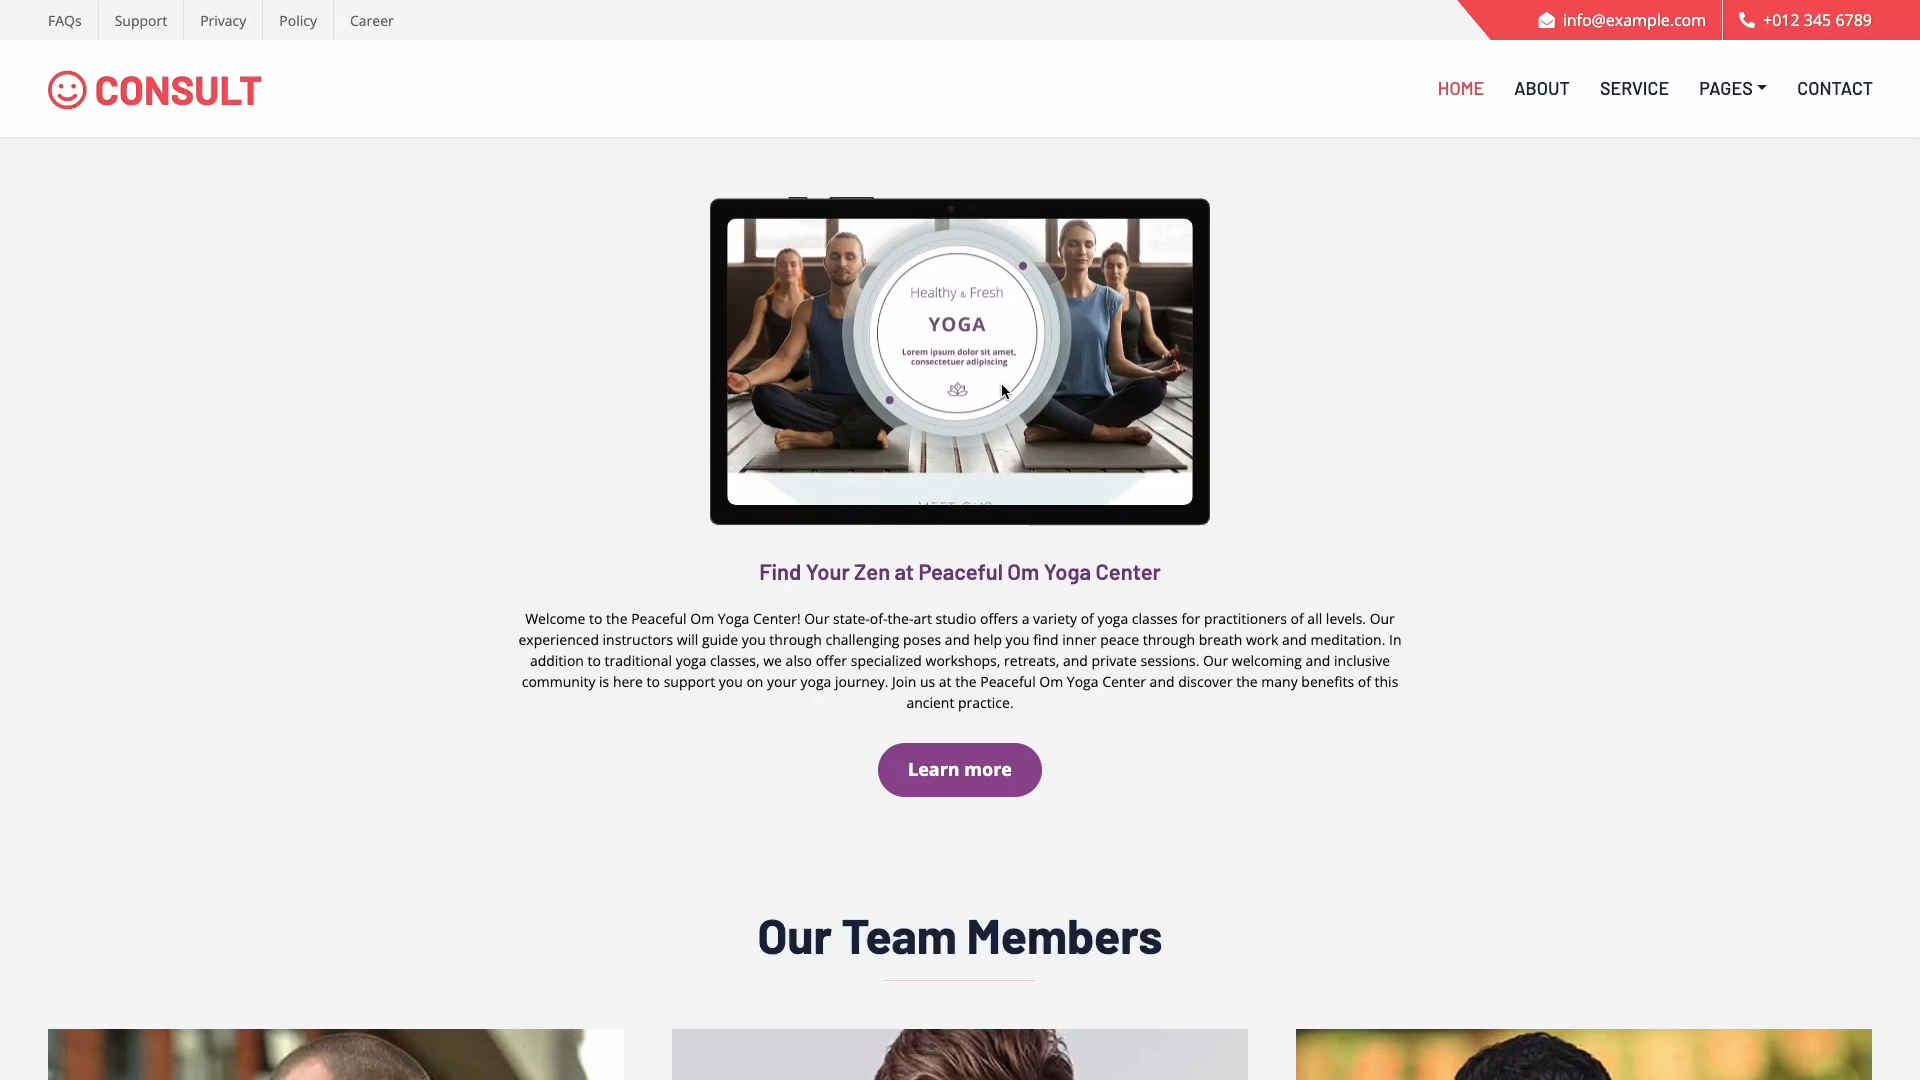 FAQs
Support
Privacy
Policy
Career
info@example.com
+012 345 6789
CONSULT
HOME
ABOUT
SERVICE
PAGES
CONTACT
Healthy & Fresh
YOGA
Lorem ipsum dolor sit amet,
consectetuer adipiscing
Find Your Zen at Peaceful Om Yoga Center
Welcome to the Peaceful Om Yoga Center! Our state-of-the-art studio offers a variety of yoga classes for practitioners of all levels. Our
experienced instructors will guide you through challenging poses and help you find inner peace through breath work and meditation. In
addition to traditional yoga classes, we also offer specialized workshops, retreats, and private sessions. Our welcoming and inclusive
community is here to support you on your yoga journey. Join us at the Peaceful Om Yoga Center and discover the many benefits of this
ancient practice.
Learn more
Our Team Members